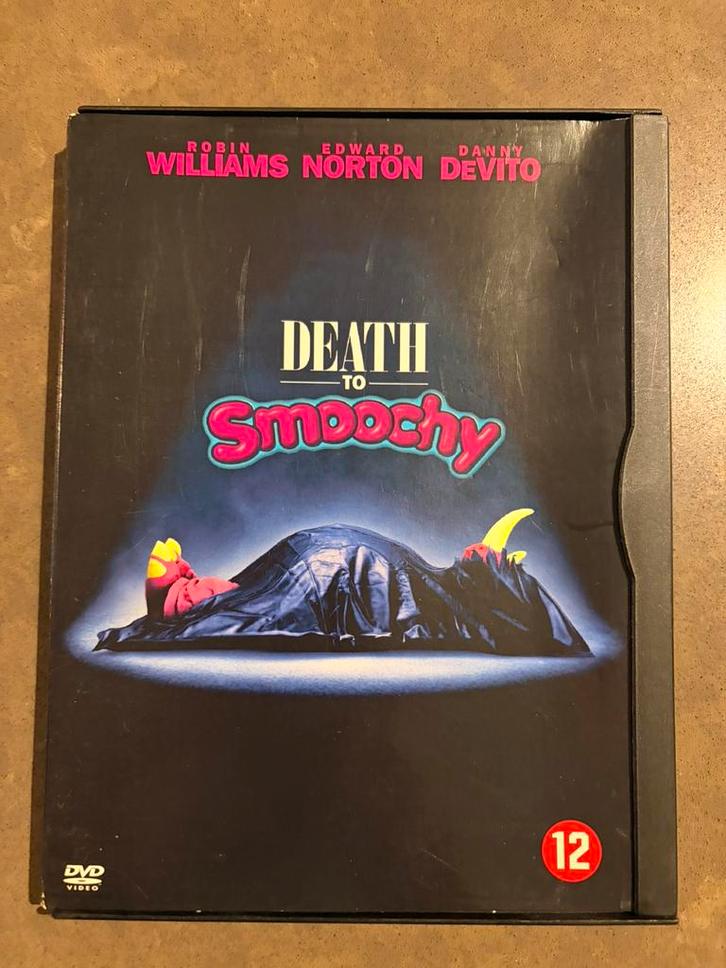 ROBIN EDWARD DANNY
WILLIAMS NORTON DEVITO
DEATH
TO
Smoochy
12
DVD
VIDEO